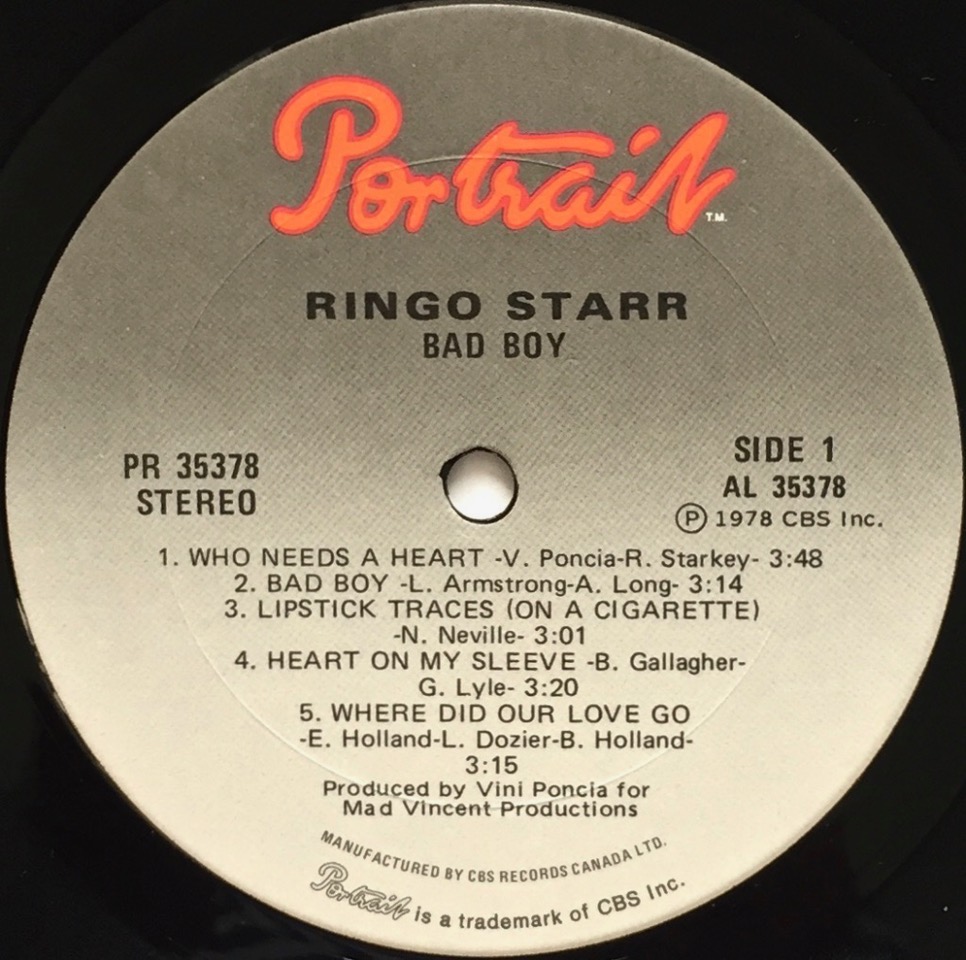 Portrait T.M.
RINGO STARR
BAD BOY
PR 35378
STEREO
SIDE 1
AL 35378
Ⓟ 1978 CBS Inc.
1. WHO NEEDS A HEART -V. Poncia-R. Starkey- 3:48
2. BAD BOY -L. Armstrong-A. Long- 3:14
3. LIPSTICK TRACES (ON A CIGARETTE)
-N. Neville- 3:01
4. HEART ON MY SLEEVE -B. Gallagher-
G. Lyle- 3:20
5. WHERE DID OUR LOVE GO
-E. Holland-L. Dozier-B. Holland-
3:15
Produced by Vini Poncia for
Mad Vincent Productions
MANUFACTURED BY CBS RECORDS CANADA LTD.
Portrait is a trademark of CBS Inc.